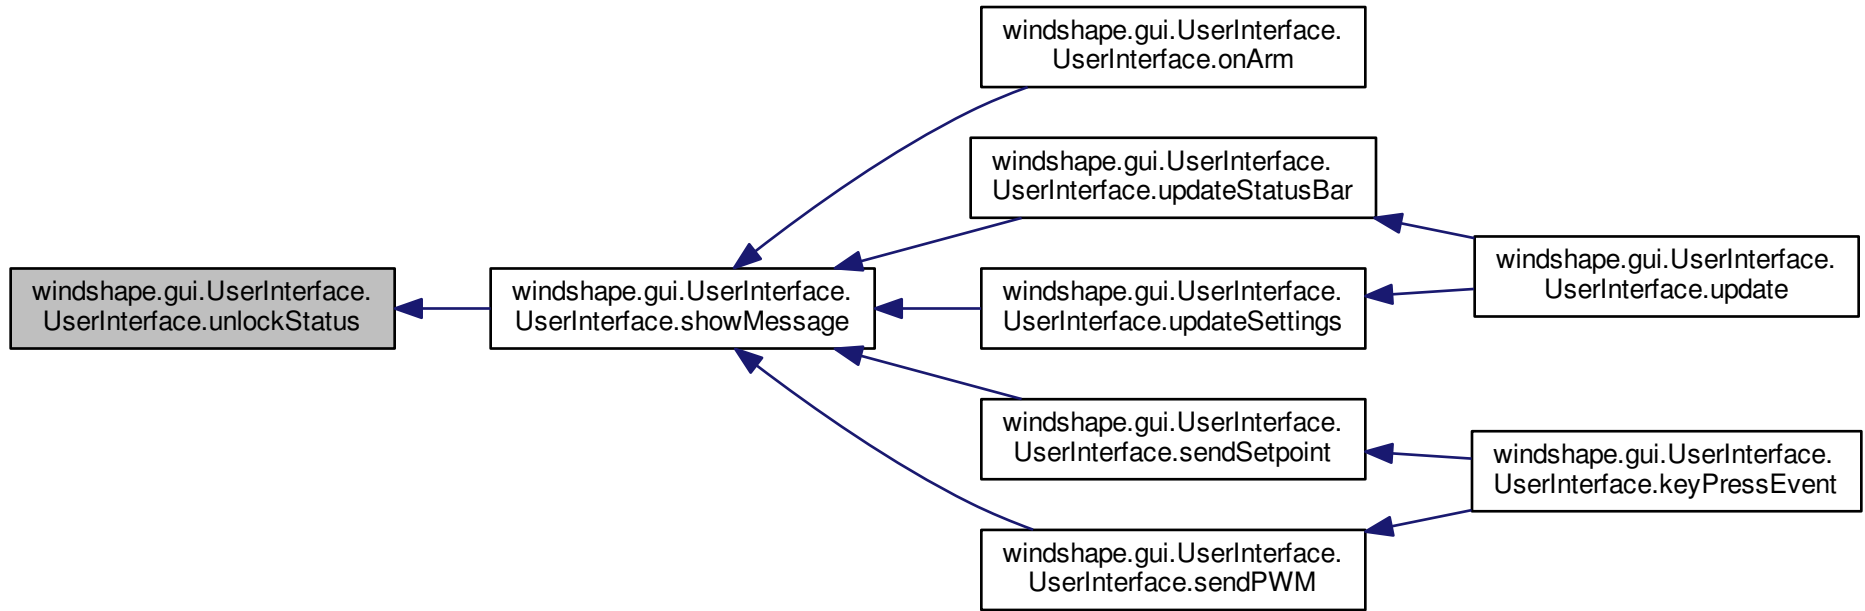 windshape.gui.UserInterface.
UserInterface.unlockStatus
windshape.gui.UserInterface.
UserInterface.showMessage
windshape.gui.UserInterface.
UserInterface.onArm
windshape.gui.UserInterface.
UserInterface.updateStatusBar
windshape.gui.UserInterface.
UserInterface.updateSettings
windshape.gui.UserInterface.
UserInterface.sendSetpoint
windshape.gui.UserInterface.
UserInterface.sendPWM
windshape.gui.UserInterface.
UserInterface.update
windshape.gui.UserInterface.
UserInterface.keyPressEvent